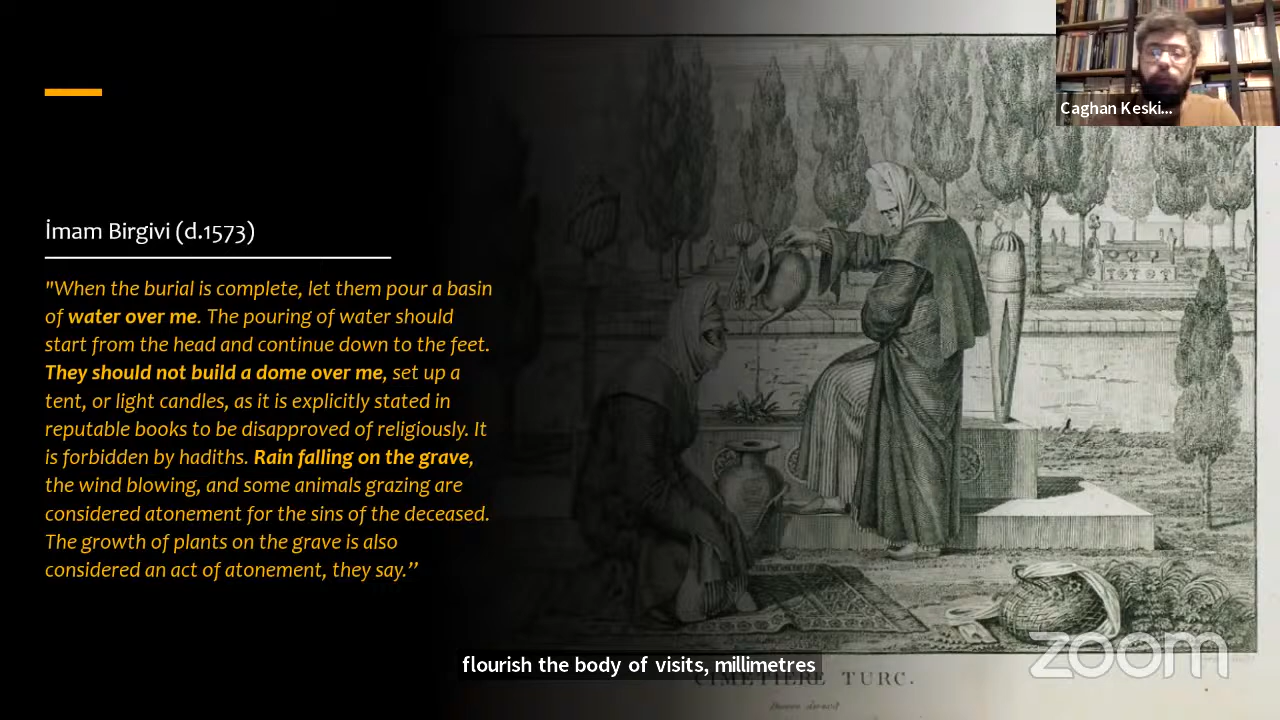 Caghan Keski...
İmam Birgivi (d.1573)
"When the burial is complete, let them pour a basin
of water over me. The pouring of water should
start from the head and continue down to the feet.
They should not build a dome over me, set up a
tent, or light candles, as it is explicitly stated in
reputable books to be disapproved of religiously. It
is forbidden by hadiths. Rain falling on the grave,
the wind blowing, and some animals grazing are
considered atonement for the sins of the deceased.
The growth of plants on the grave is also
considered an act of atonement, they say.”
flourish the body of visits, millimetres
zoom
CIMETIERE TURC.